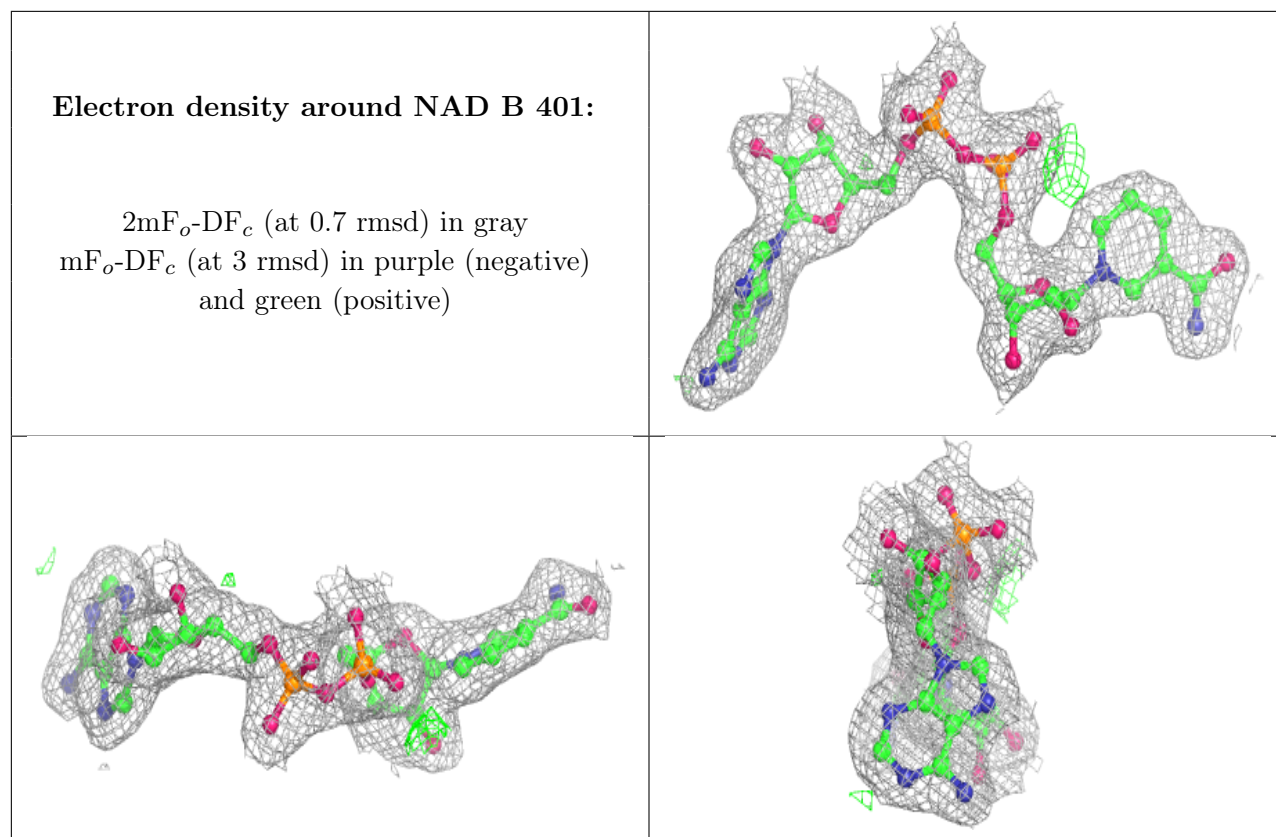 Electron density around NAD B 401:
2mFo-DFc (at 0.7 rmsd) in gray
mFo-DFc (at 3 rmsd) in purple (negative)
and green (positive)